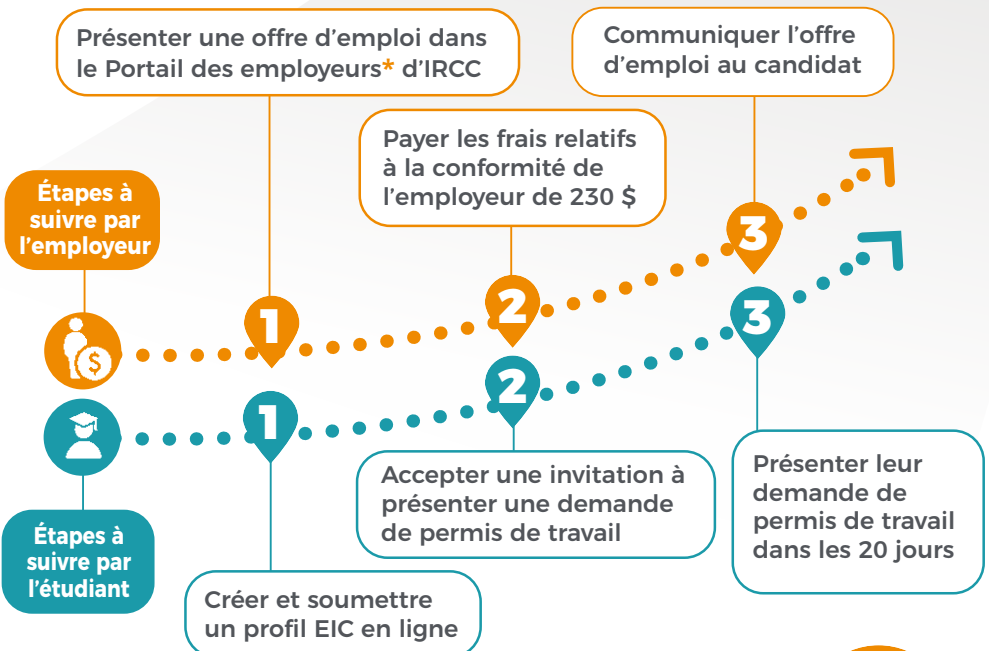 Présenter une offre d'emploi dans
le Portail des employeurs* d'IRCC
Communiquer l'offre
d'emploi au candidat
Payer les frais relatifs
à la conformité de
l'employeur de 230 $
Étapes à
suivre par
l'employeur
1
2
3
$
1
2
3
Étapes à
suivre par
l'étudiant
Créer et soumettre
un profil EIC en ligne
Accepter une invitation à
présenter une demande
de permis de travail
Présenter leur
demande de
permis de travail
dans les 20 jours